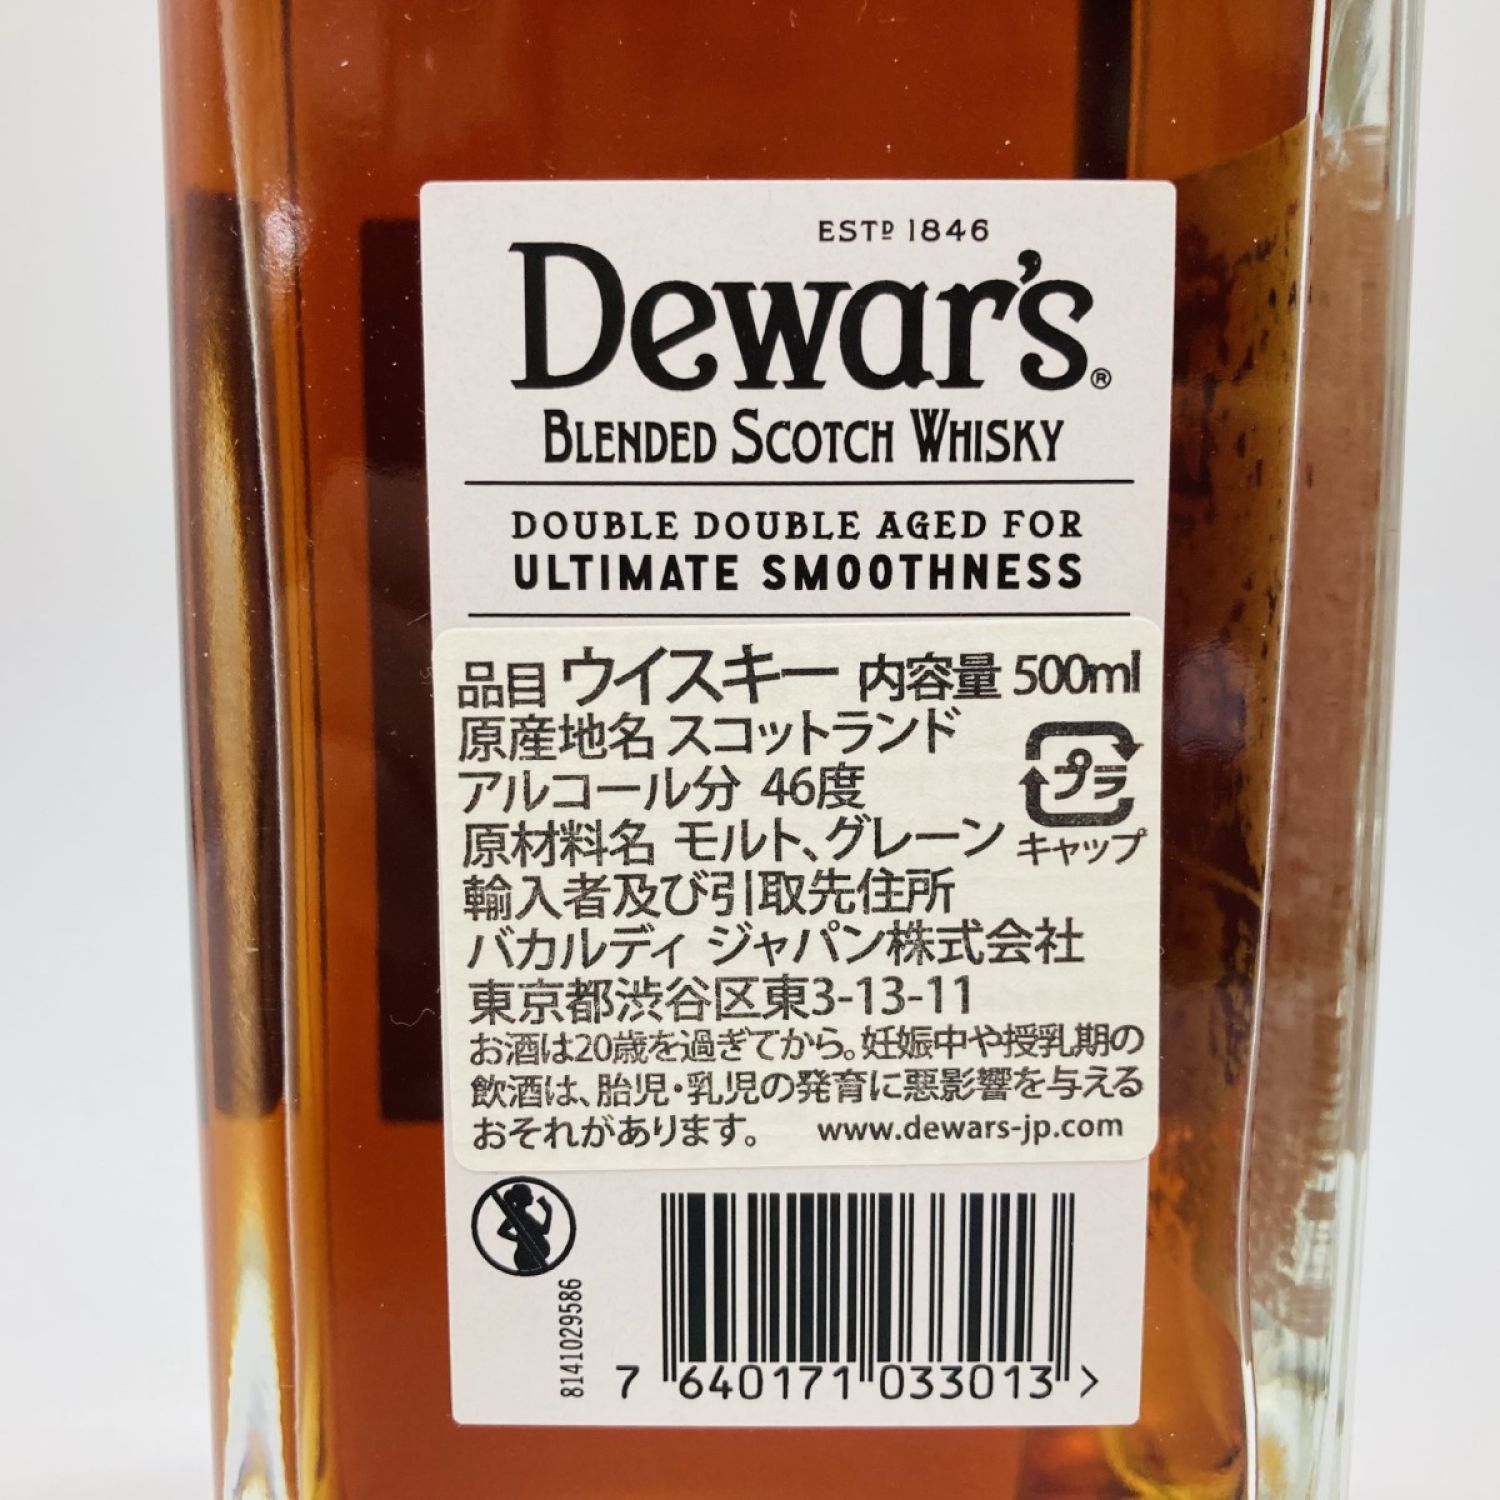 ESTD 1846
Dewar's®
BLENDED SCOTCH WHISKY
DOUBLE DOUBLE AGED FOR
ULTIMATE SMOOTHNESS
品目 ウイスキー 内容量 500ml
原産地名 スコットランド
アルコール分 46度
プラ
原材料名 モルト、グレーン
キャップ
輸入者及び引取先住所
バカルディ ジャパン株式会社
東京都渋谷区東3-13-11
お酒は20歳を過ぎてから。妊娠中や授乳期の
飲酒は、胎児・乳児の発育に悪影響を与える
おそれがあります。 www.dewars-jp.com
8141029586
7 640171 033013 >